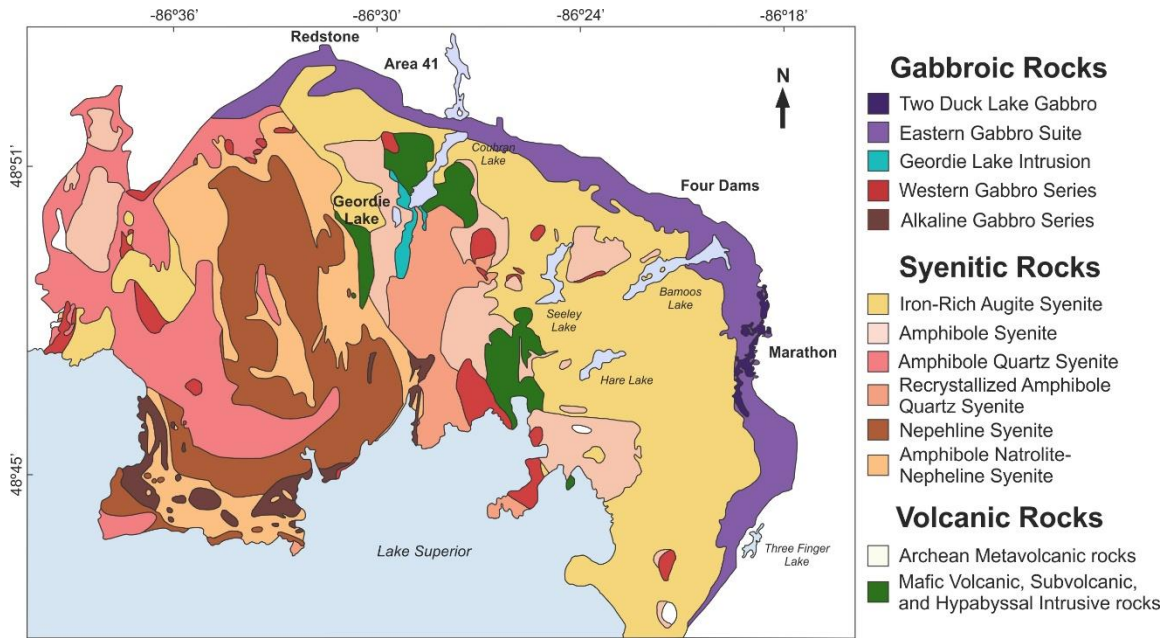 -86°36'
-86°30'
-86°24'
-86°18'
Redstone
Area 41
N
Coubran
Lake
48°51'
Four Dams
Geordie
Lake
Bamoos
Lake
Seeley
Lake
Marathon
Hare Lake
48°45'
Lake Superior
Three Finger
Lake
Gabbroic Rocks
Two Duck Lake Gabbro
Eastern Gabbro Suite
Geordie Lake Intrusion
Western Gabbro Series
Alkaline Gabbro Series
Syenitic Rocks
Iron-Rich Augite Syenite
Amphibole Syenite
Amphibole Quartz Syenite
Recrystallized Amphibole
Quartz Syenite
Nepehline Syenite
Amphibole Natrolite-
Nepheline Syenite
Volcanic Rocks
Archean Metavolcanic rocks
Mafic Volcanic, Subvolcanic,
and Hypabyssal Intrusive rocks